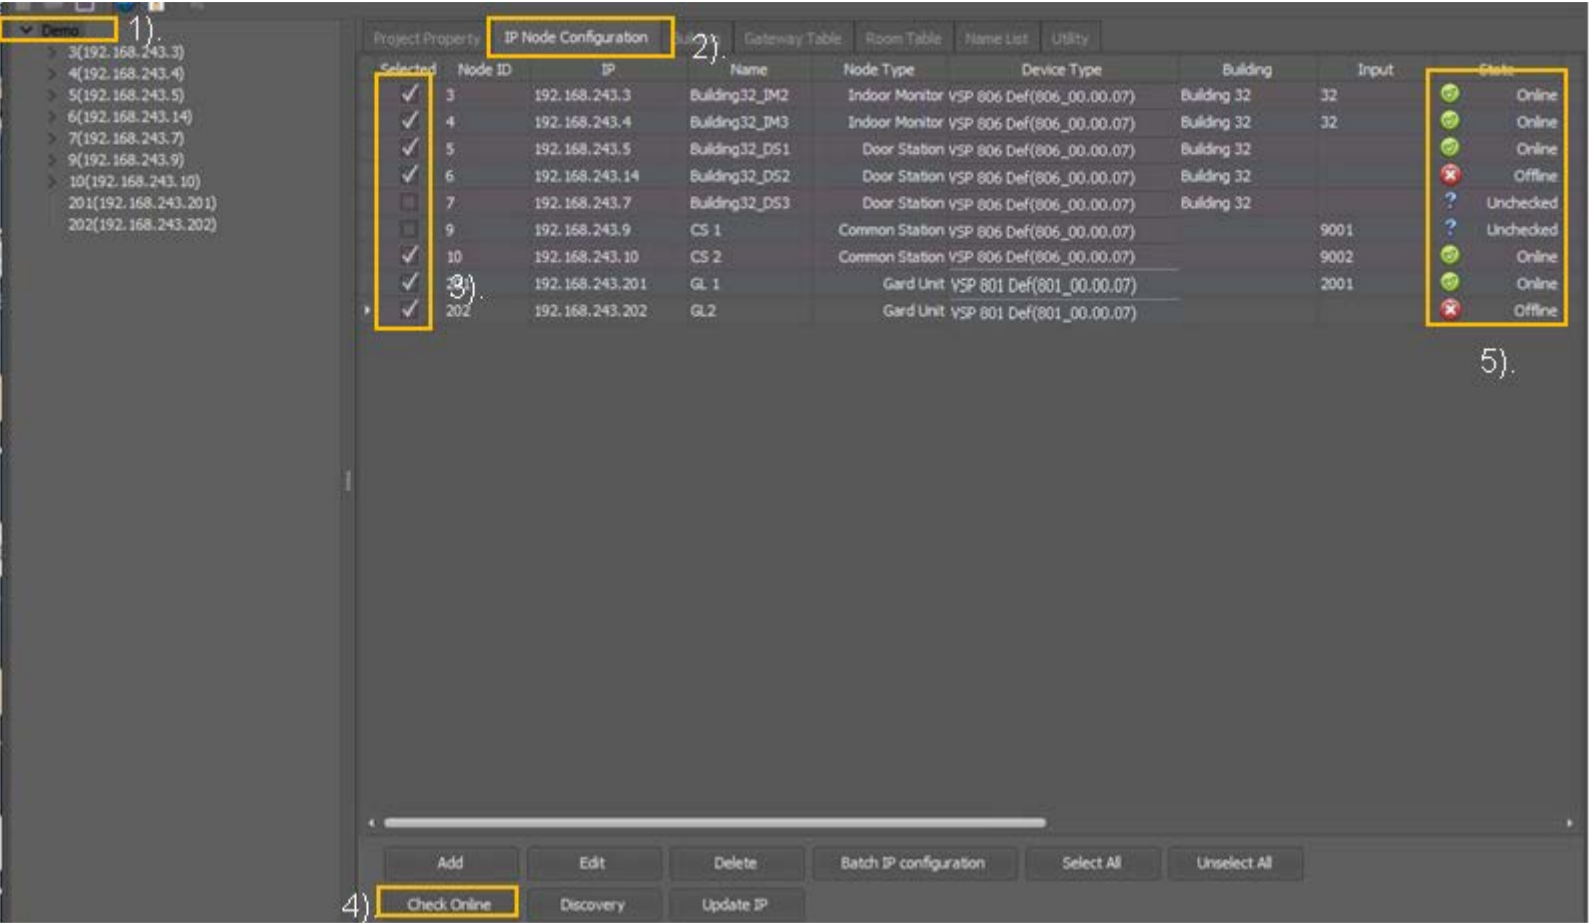 Demo 1).
3(192.168.243.3)
4(192.168.243.4)
5(192.168.243.5)
6(192.168.243.14)
7(192.168.243.7)
9(192.168.243.9)
10(192.168.243.10)
201(192.168.243.201)
202(192.168.243.202)
Project Property IP Node Configuration 2). Gateway Table Room Table Name List Utility
Selected Node ID IP Name Node Type Device Type Building Input State
3 192.168.243.3 Building32_IM2 Indoor Monitor VSP 806 Def(806_00.00.07) Building 32 32 Online
4 192.168.243.4 Building32_IM3 Indoor Monitor VSP 806 Def(806_00.00.07) Building 32 32 Online
5 192.168.243.5 Building32_DS1 Door Station VSP 806 Def(806_00.00.07) Building 32 Online
6 192.168.243.14 Building32_DS2 Door Station VSP 806 Def(806_00.00.07) Building 32 Offline
7 192.168.243.7 Building32_DS3 Door Station VSP 806 Def(806_00.00.07) Building 32 ? Unchecked
9 192.168.243.9 CS 1 Common Station VSP 806 Def(806_00.00.07) 9001 ? Unchecked
10 192.168.243.10 CS 2 Common Station VSP 806 Def(806_00.00.07) 9002 Online
3). 192.168.243.201 GL 1 Gard Unit VSP 801 Def(801_00.00.07) 2001 Online
202 192.168.243.202 GL2 Gard Unit VSP 801 Def(801_00.00.07) Offline
5).
Add Edit Delete Batch IP configuration Select All Unselect All
4). Check Online Discovery Update IP